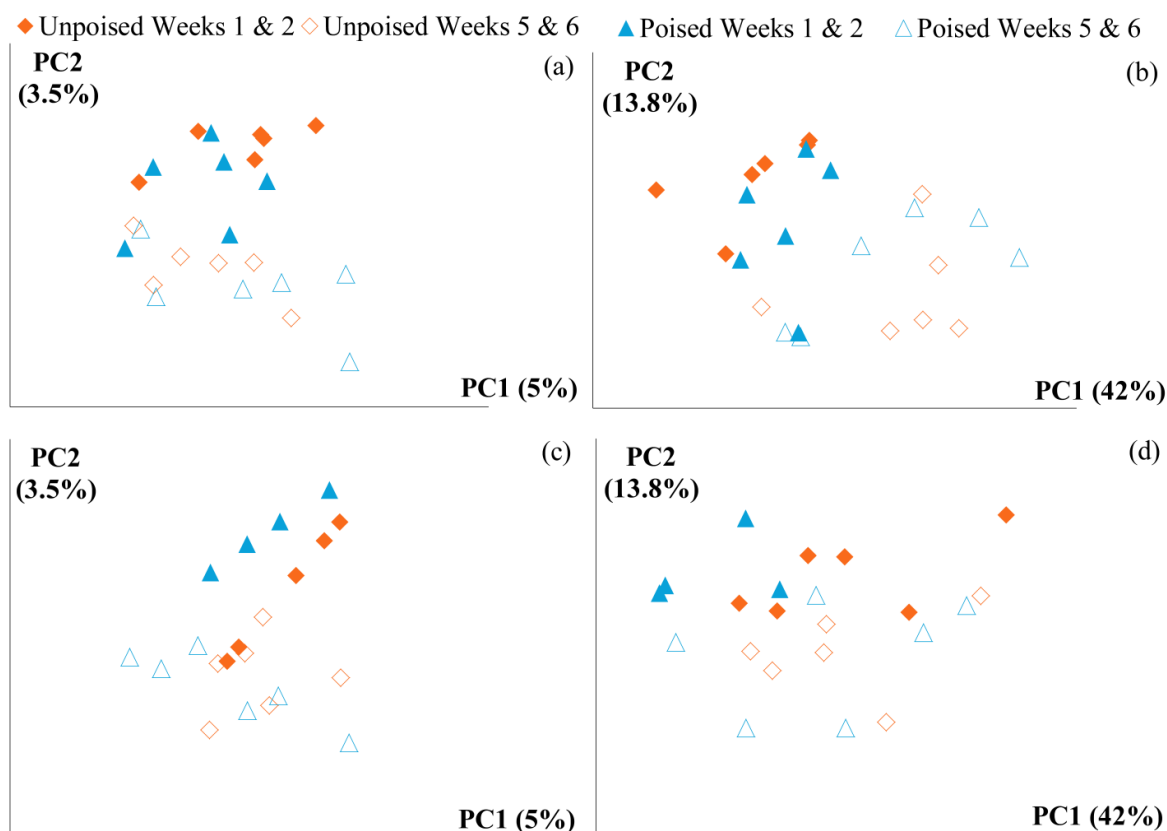 Unpoised Weeks 1 & 2 Unpoised Weeks 5 & 6 Poised Weeks 1 & 2 Poised Weeks 5 & 6
PC2
(3.5%)
(a)
PC1 (5%)
PC2
(13.8%)
(b)
PC1 (42%)
PC2
(3.5%)
(c)
PC1 (5%)
PC2
(13.8%)
(d)
PC1 (42%)